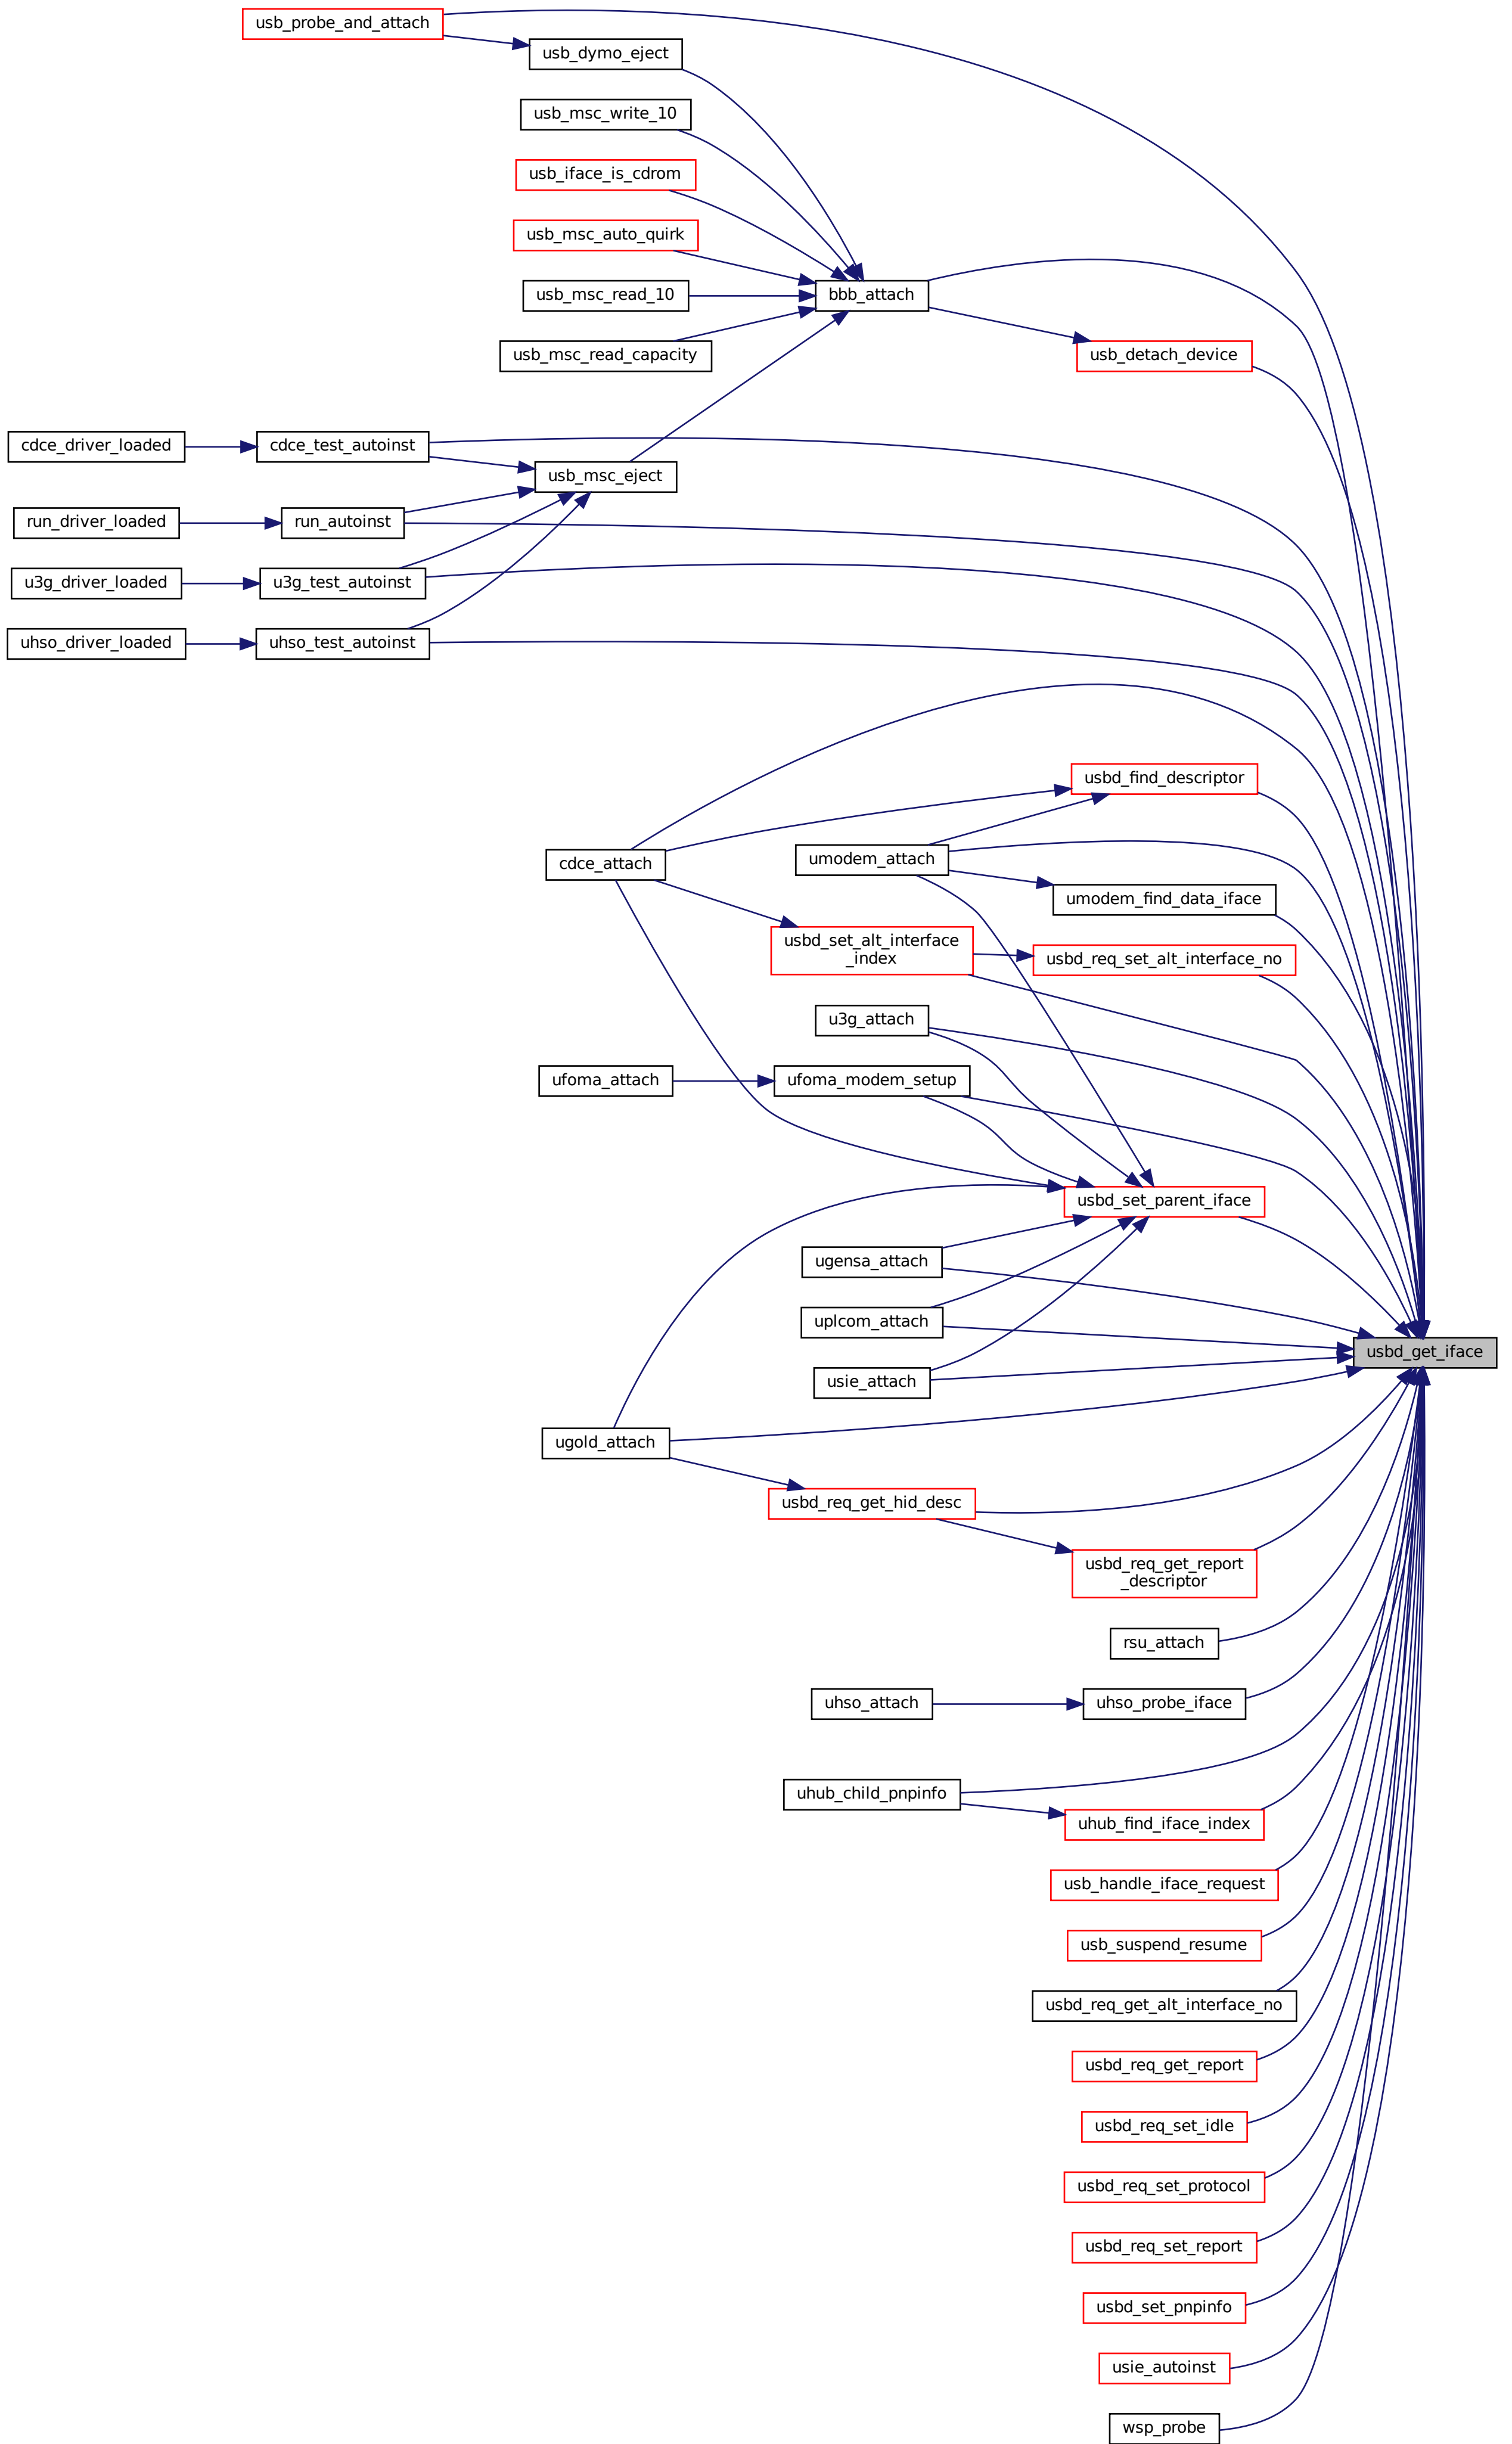 usb_probe_and_attach
usb_dymo_eject
usb_msc_write_10
usb_iface_is_cdrom
usb_msc_auto_quirk
usb_msc_read_10
bbb_attach
usb_msc_read_capacity
usb_detach_device
cdce_driver_loaded
cdce_test_autoinst
usb_msc_eject
run_driver_loaded
run_autoinst
u3g_driver_loaded
u3g_test_autoinst
uhso_driver_loaded
uhso_test_autoinst
usbd_find_descriptor
cdce_attach
umodem_attach
umodem_find_data_iface
usbd_set_alt_interface
_index
usbd_req_set_alt_interface_no
u3g_attach
ufoma_attach
ufoma_modem_setup
usbd_set_parent_iface
ugensa_attach
uplcom_attach
usbd_get_iface
usie_attach
ugold_attach
usbd_req_get_hid_desc
usbd_req_get_report
_descriptor
rsu_attach
uhso_attach
uhso_probe_iface
uhub_child_pnpinfo
uhub_find_iface_index
usb_handle_iface_request
usb_suspend_resume
usbd_req_get_alt_interface_no
usbd_req_get_report
usbd_req_set_idle
usbd_req_set_protocol
usbd_req_set_report
usbd_set_pnpinfo
usie_autoinst
wsp_probe